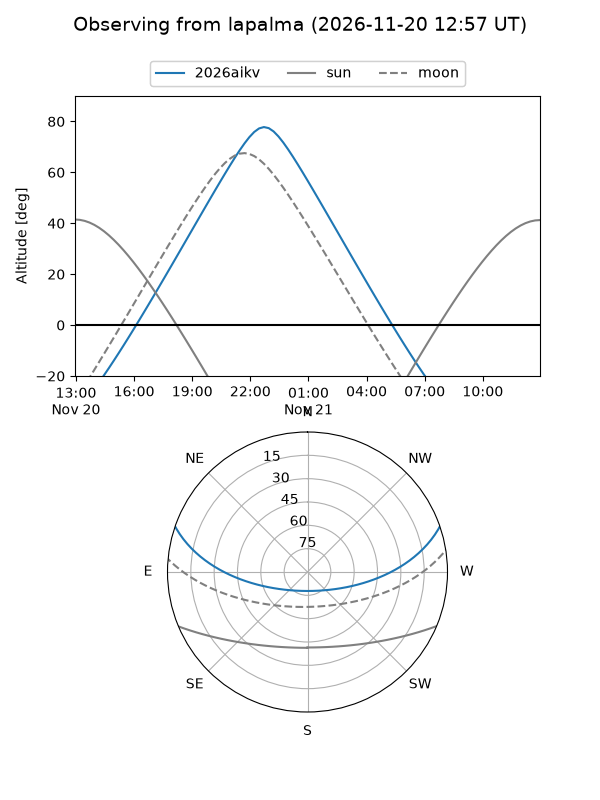 Observing from lapalma (2026-11-20 12:57 UT)
2026aikv sun moon
Altitude [deg]
80
60
40
20
0
−20
13:00 16:00 19:00 22:00 01:00 04:00 07:00 10:00
Nov 20 Nov 21
N
NE NW
15
30
45
60
75
E W
SE SW
S